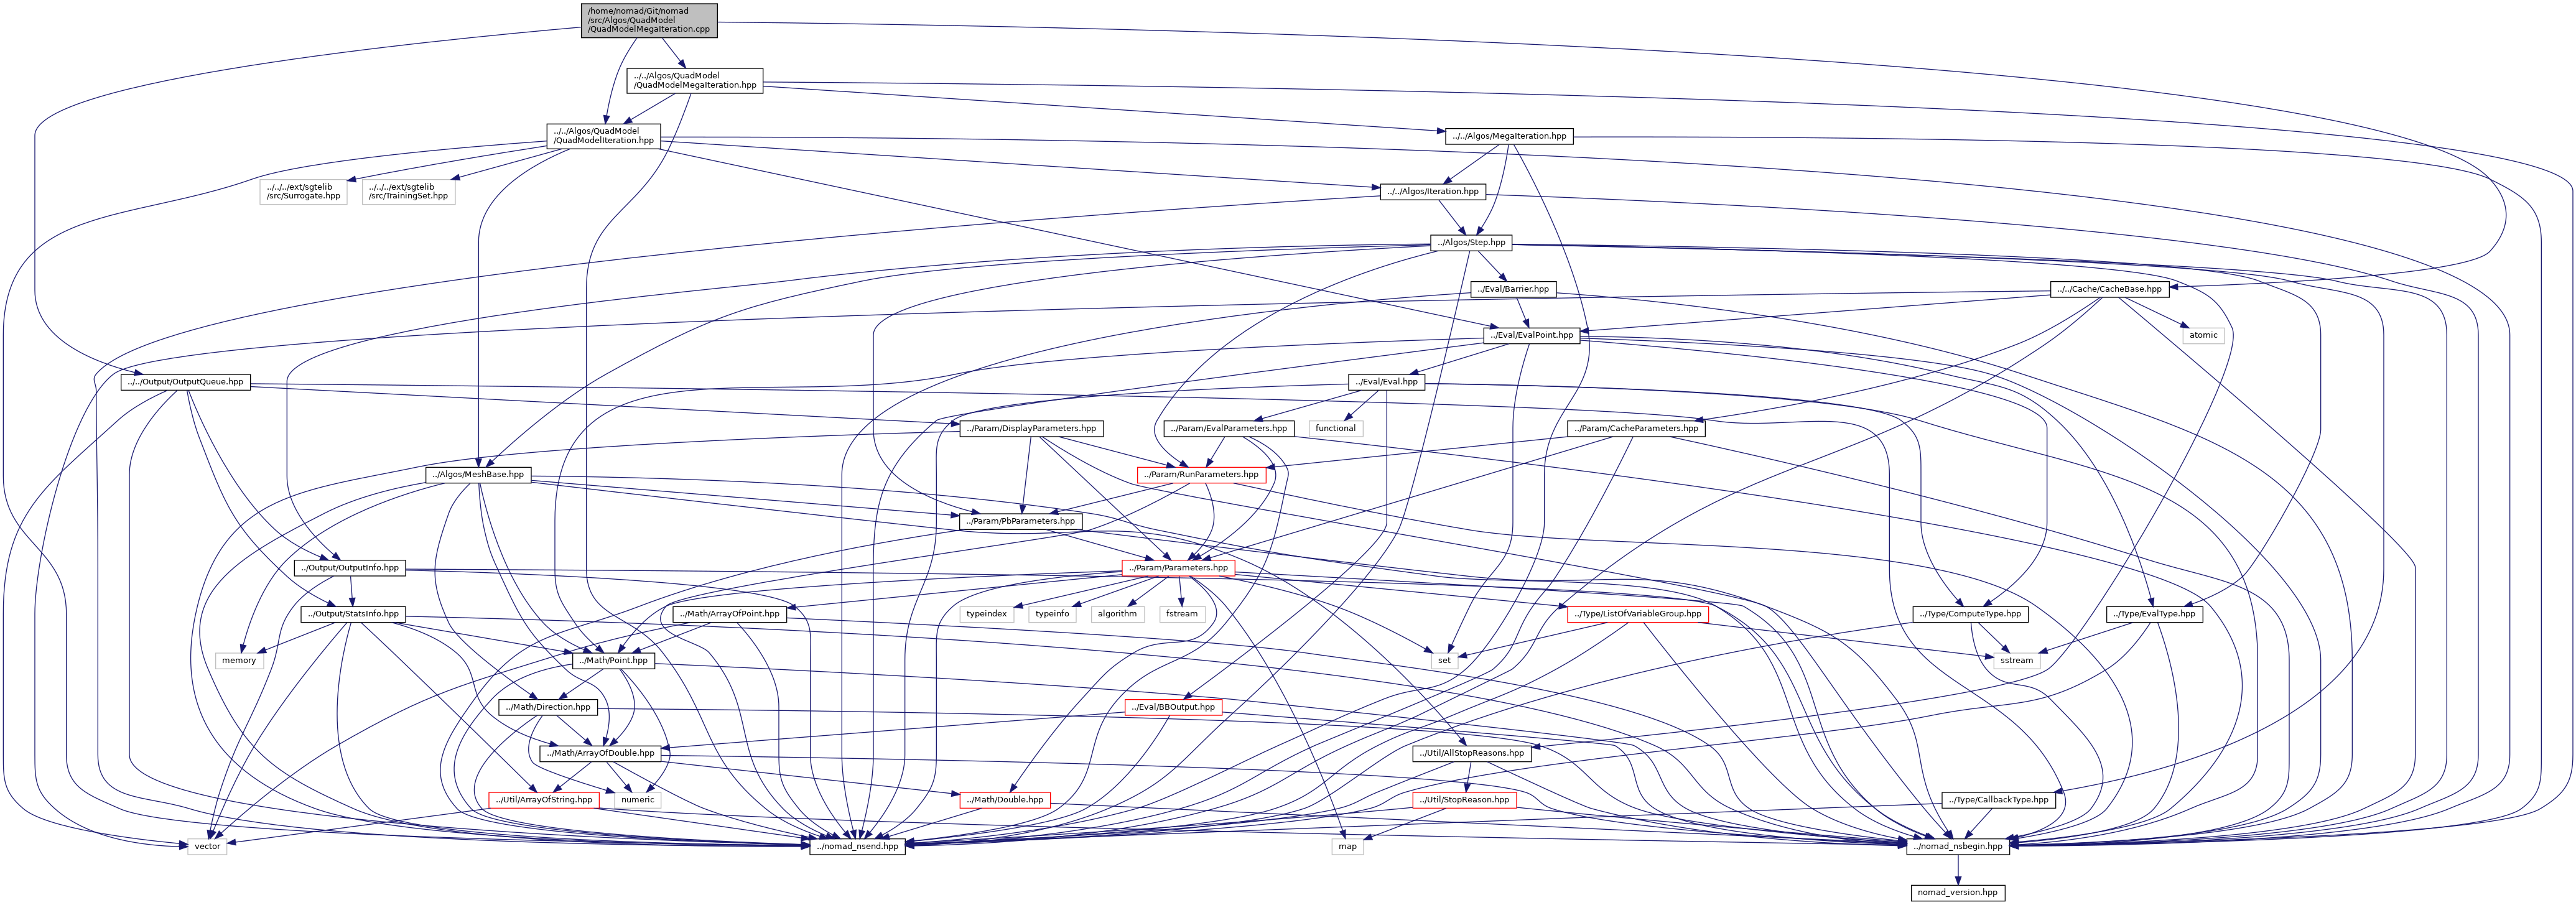 /home/nomad/Git/nomad
/src/Algos/QuadModel
/QuadModelMegaIteration.cpp
../../Algos/QuadModel
/QuadModelMegaIteration.hpp
../../Algos/QuadModel
/QuadModelIteration.hpp
../../Algos/MegaIteration.hpp
../../../ext/sgtelib
/src/Surrogate.hpp
../../../ext/sgtelib
/src/TrainingSet.hpp
../../Algos/Iteration.hpp
../Algos/Step.hpp
../Eval/Barrier.hpp
../../Cache/CacheBase.hpp
../Eval/EvalPoint.hpp
atomic
../../Output/OutputQueue.hpp
../Eval/Eval.hpp
../Param/DisplayParameters.hpp
../Param/EvalParameters.hpp
functional
../Param/CacheParameters.hpp
../Algos/MeshBase.hpp
../Param/RunParameters.hpp
../Param/PbParameters.hpp
../Output/OutputInfo.hpp
../Param/Parameters.hpp
../Output/StatsInfo.hpp
../Math/ArrayOfPoint.hpp
typeindex
typeinfo
algorithm
fstream
../Type/ListOfVariableGroup.hpp
../Type/ComputeType.hpp
../Type/EvalType.hpp
memory
../Math/Point.hpp
set
sstream
../Math/Direction.hpp
../Eval/BBOutput.hpp
../Math/ArrayOfDouble.hpp
../Util/AllStopReasons.hpp
../Util/ArrayOfString.hpp
numeric
../Math/Double.hpp
../Util/StopReason.hpp
../Type/CallbackType.hpp
vector
../nomad_nsend.hpp
map
../nomad_nsbegin.hpp
nomad_version.hpp